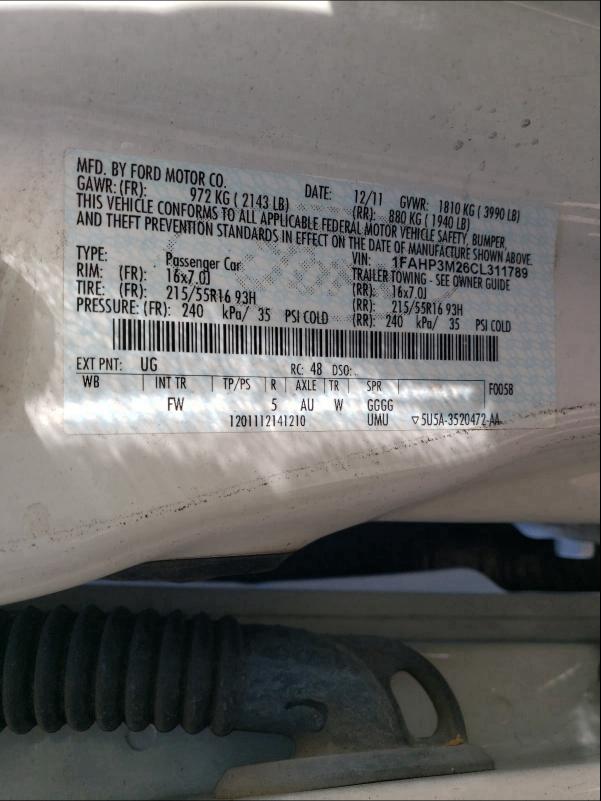 MFD. BY FORD MOTOR CO.
DATE: 12/11 GVWR: 1810 KG ( 3990 LB)
GAWR: (FR): 972 KG ( 2143 LB) (RR): 880 KG ( 1940 LB)
THIS VEHICLE CONFORMS TO ALL APPLICABLE FEDERAL MOTOR VEHICLE SAFETY, BUMPER,
AND THEFT PREVENTION STANDARDS IN EFFECT ON THE DATE OF MANUFACTURE SHOWN ABOVE.
VIN: 1FAHP3M26CL311789
TYPE: Passenger Car TRAILER TOWING - SEE OWNER GUIDE
RIM: (FR): 16x7.0J (RR): 16x7.0J
TIRE: (FR): 215/55R16 93H (RR): 215/55R16 93H
PRESSURE: (FR): 240 kPa/ 35 PSI COLD (RR): 240 kPa/ 35 PSI COLD
EXT PNT: UG RC: 48 DSO:
WB INT TR TP/PS R AXLE TR SPR F0058
FW 5 AU W GGGG
1201112141210 UMU ▽5U5A-3520472-AA